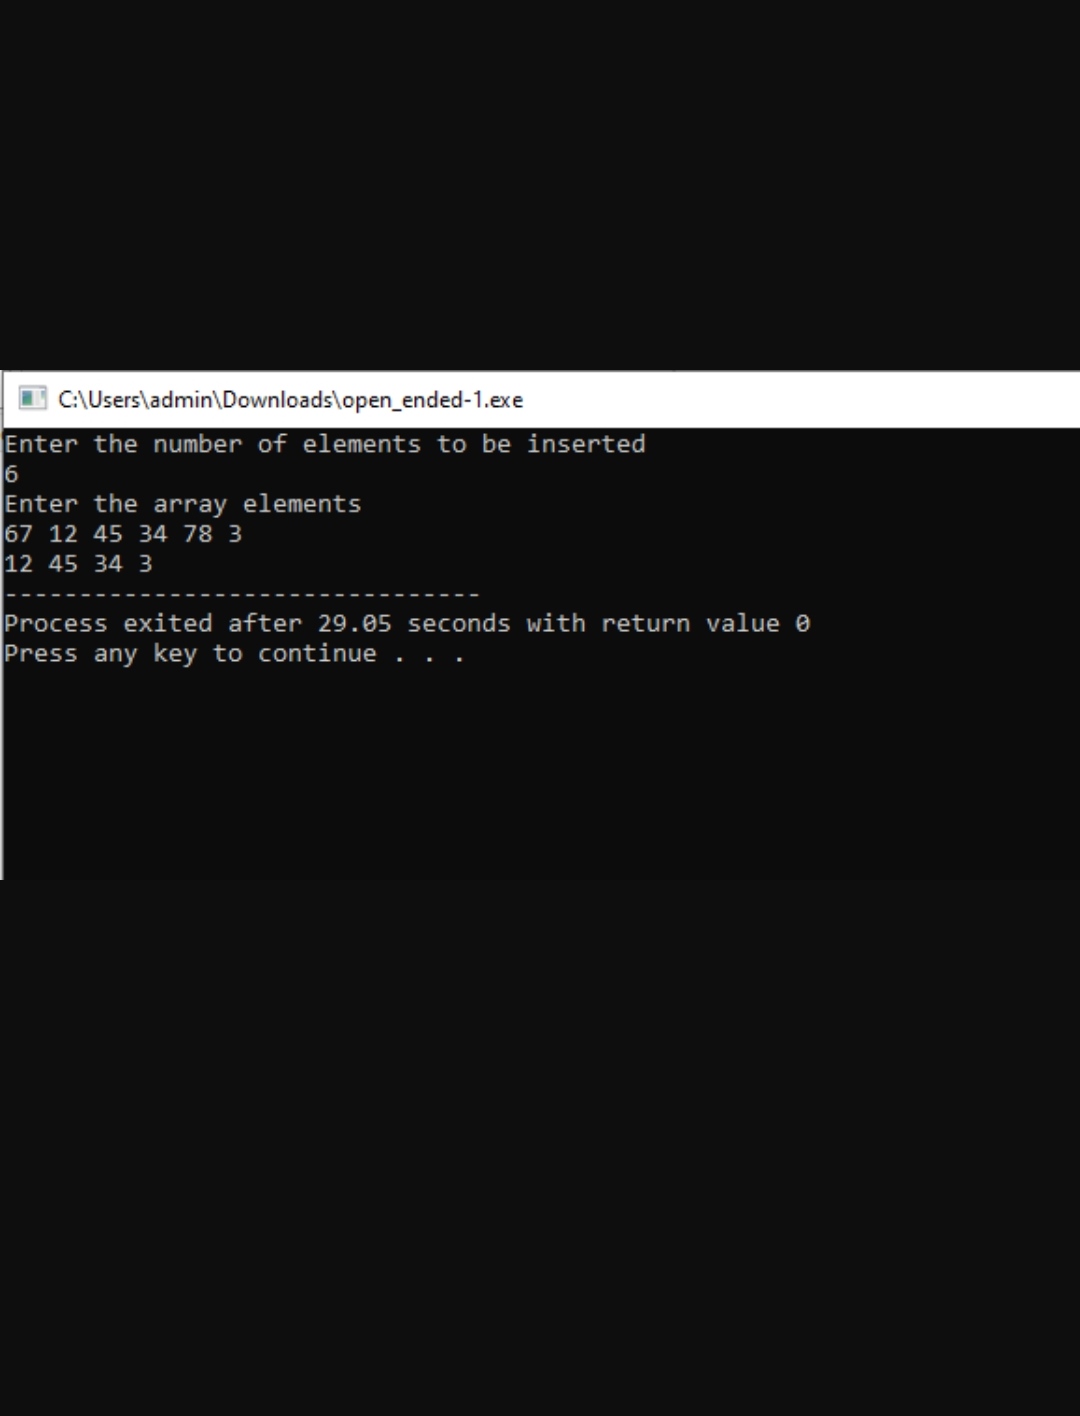 C:\Users\admin\Downloads\open_ended-1.exe
Enter the number of elements to be inserted
6
Enter the array elements
67 12 45 34 78 3
12 45 34 3
--------------------------------
Process exited after 29.05 seconds with return value 0
Press any key to continue . . .